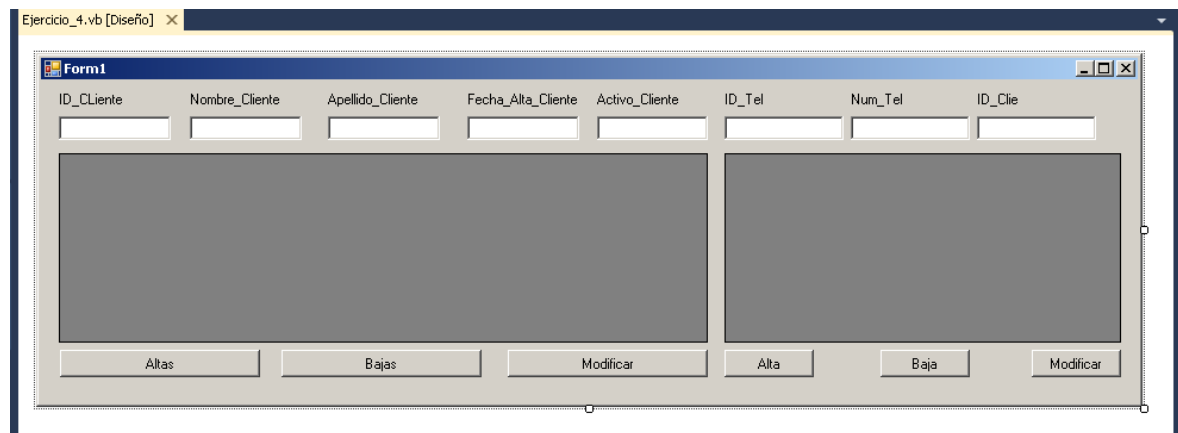 Ejercicio_4.vb [Diseño]
Form1
ID_CLiente Nombre_Cliente Apellido_Cliente Fecha_Alta_Cliente Activo_Cliente ID_Tel Num_Tel ID_Clie
Altas Bajas Modificar Alta Baja Modificar